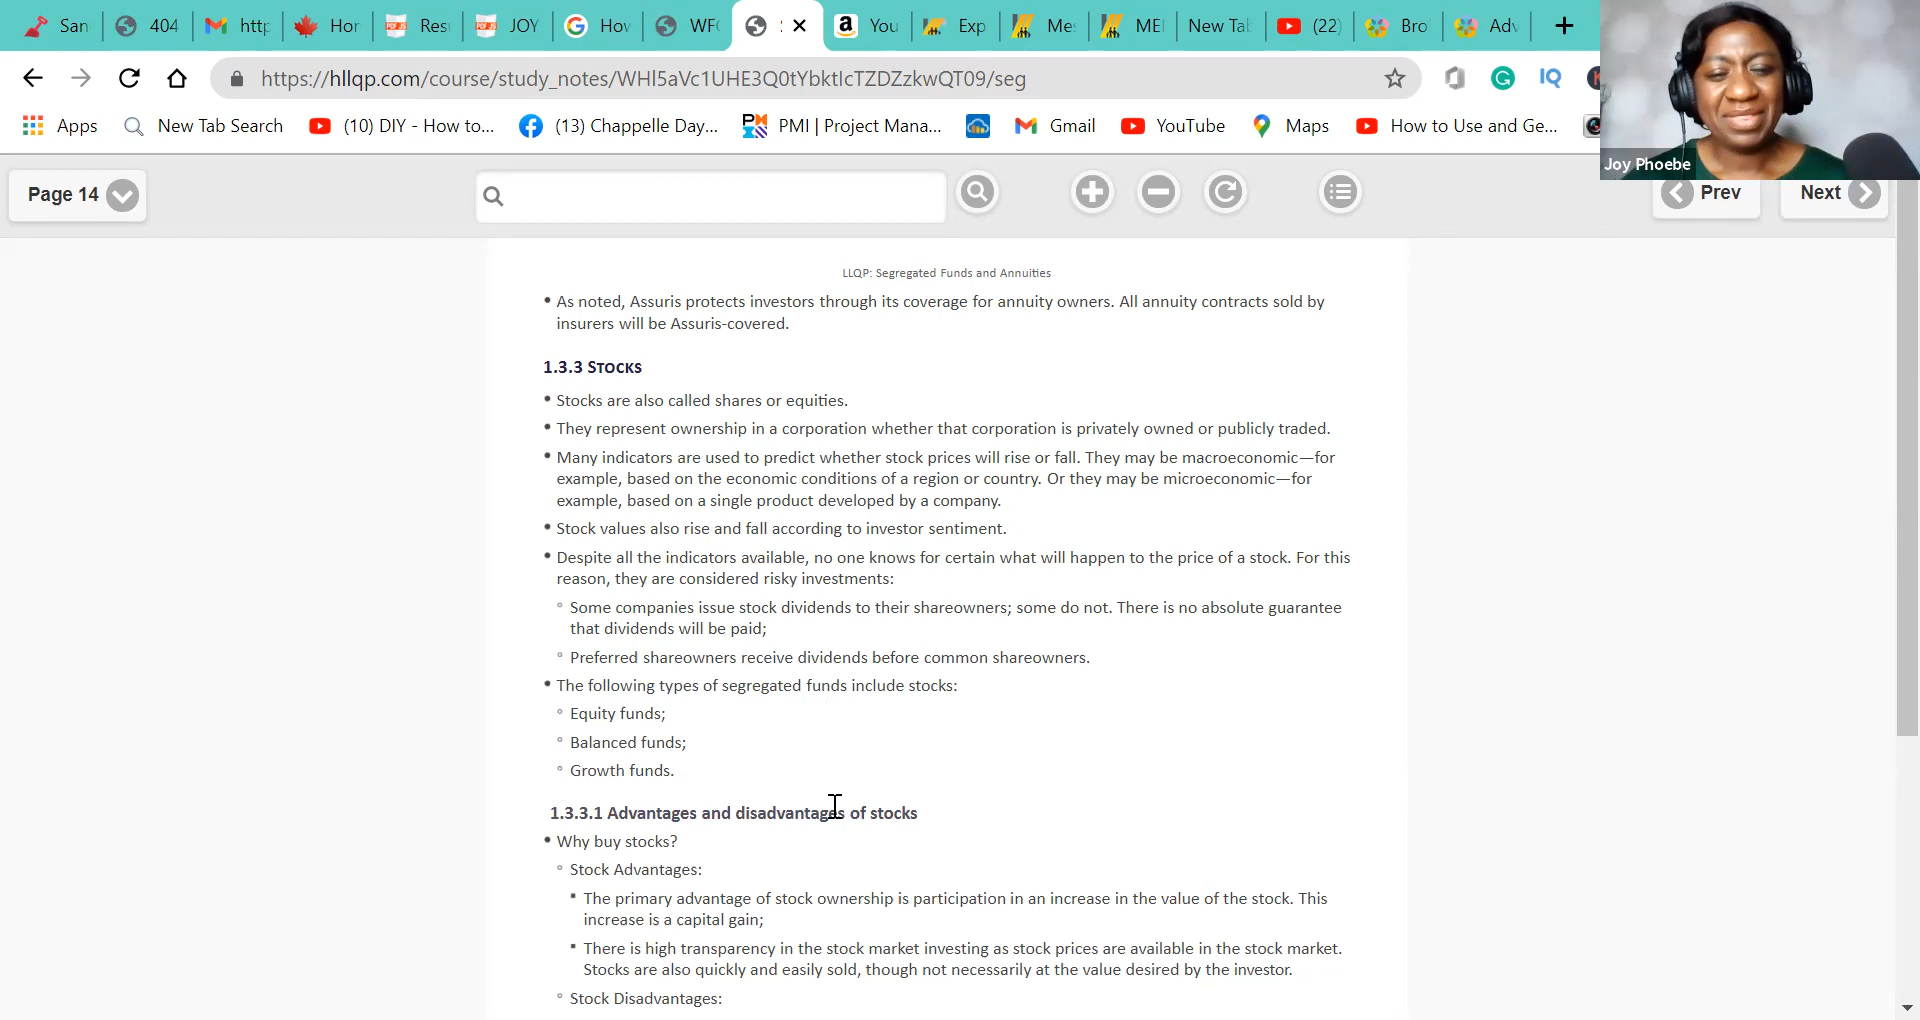 San
404
http
Hor
Res
JOY
How
WFC
You
Exp
Me
MEI
New Tab
(22)
Bro
Adv
https://hllqp.com/course/study_notes/WHl5aVc1UHE3Q0tYbktIcTZDZzkwQT09/seg
Apps
New Tab Search
(10) DIY - How to...
(13) Chappelle Day...
PMI | Project Mana...
Gmail
YouTube
Maps
How to Use and Ge...
Joy Phoebe
Page 14
Prev
Next
LLQP: Segregated Funds and Annuities
• As noted, Assuris protects investors through its coverage for annuity owners. All annuity contracts sold by
insurers will be Assuris-covered.
1.3.3 STOCKS
• Stocks are also called shares or equities.
• They represent ownership in a corporation whether that corporation is privately owned or publicly traded.
• Many indicators are used to predict whether stock prices will rise or fall. They may be macroeconomic—for
example, based on the economic conditions of a region or country. Or they may be microeconomic—for
example, based on a single product developed by a company.
• Stock values also rise and fall according to investor sentiment.
• Despite all the indicators available, no one knows for certain what will happen to the price of a stock. For this
reason, they are considered risky investments:
◦ Some companies issue stock dividends to their shareowners; some do not. There is no absolute guarantee
that dividends will be paid;
◦ Preferred shareowners receive dividends before common shareowners.
• The following types of segregated funds include stocks:
◦ Equity funds;
◦ Balanced funds;
◦ Growth funds.
1.3.3.1 Advantages and disadvantages of stocks
• Why buy stocks?
◦ Stock Advantages:
▪ The primary advantage of stock ownership is participation in an increase in the value of the stock. This
increase is a capital gain;
▪ There is high transparency in the stock market investing as stock prices are available in the stock market.
Stocks are also quickly and easily sold, though not necessarily at the value desired by the investor.
◦ Stock Disadvantages: